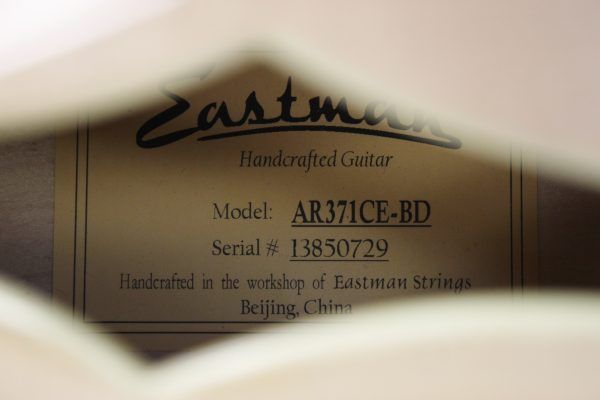 Eastman
Handcrafted Guitar
Model: AR371CE-BD
Serial # 13850729
Handcrafted in the workshop of Eastman Strings
Beijing, China